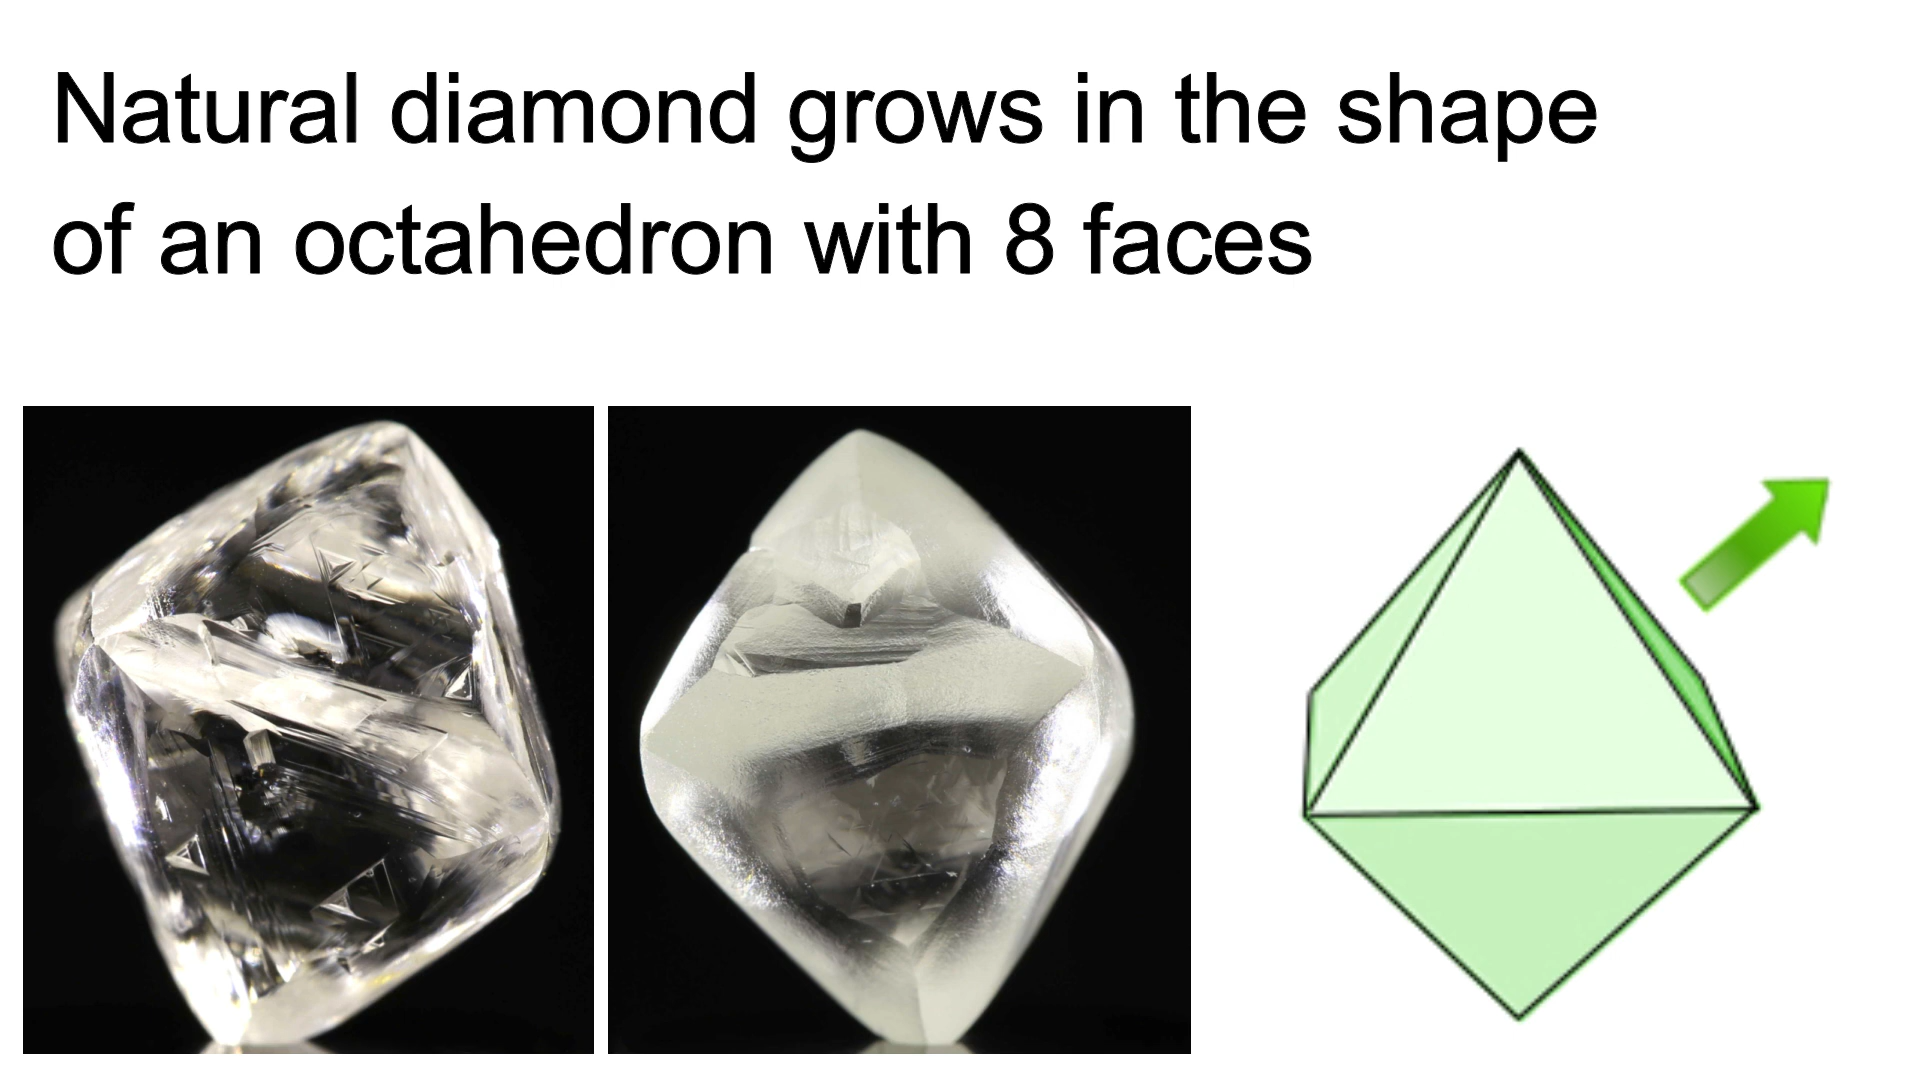 Natural diamond grows in the shape
of an octahedron with 8 faces